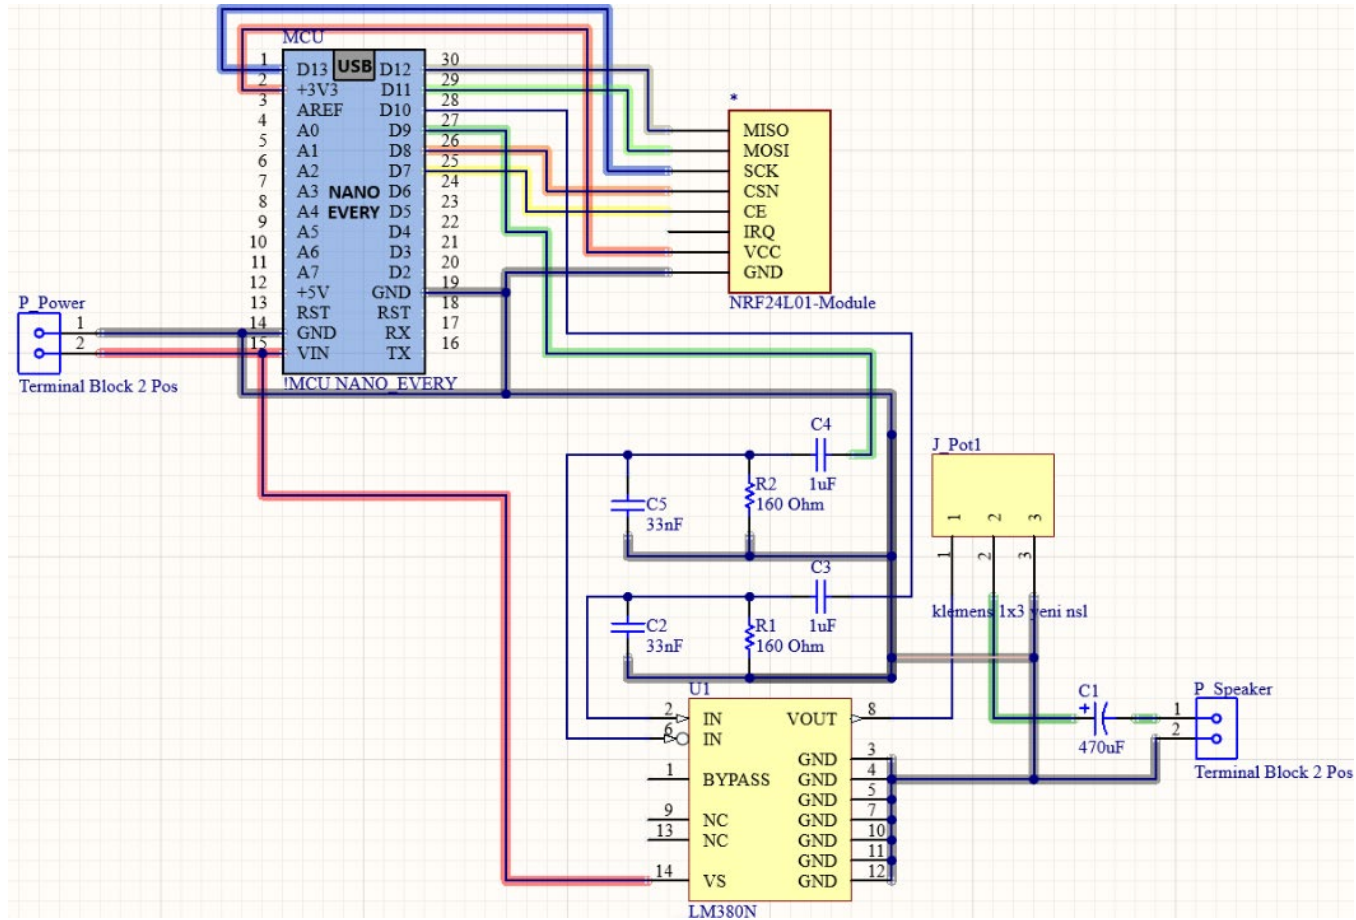 MCU
USB
NANO
EVERY
1 D13 D12 30
2 +3V3 D11 29
3 AREF D10 28
4 A0 D9 27
5 A1 D8 26
6 A2 D7 25
7 A3 D6 24
8 A4 D5 23
9 A5 D4 22
10 A6 D3 21
11 A7 D2 20
12 +5V GND 19
13 RST RST 18
14 GND RX 17
15 VIN TX 16
!MCU NANO_EVERY
*
MISO
MOSI
SCK
CSN
CE
IRQ
VCC
GND
NRF24L01-Module
P_Power
1
2
Terminal Block 2 Pos
C4
1uF
R2
160 Ohm
C5
33nF
C3
1uF
R1
160 Ohm
C2
33nF
J_Pot1
1 2 3
1 2 3
klemens 1x3 yeni nsl
U1
2 IN VOUT 8
6 IN
GND 3
1 BYPASS GND 4
GND 5
9 NC GND 7
13 NC GND 10
GND 11
14 VS GND 12
LM380N
C1
+
470uF
P_Speaker
1
2
Terminal Block 2 Pos